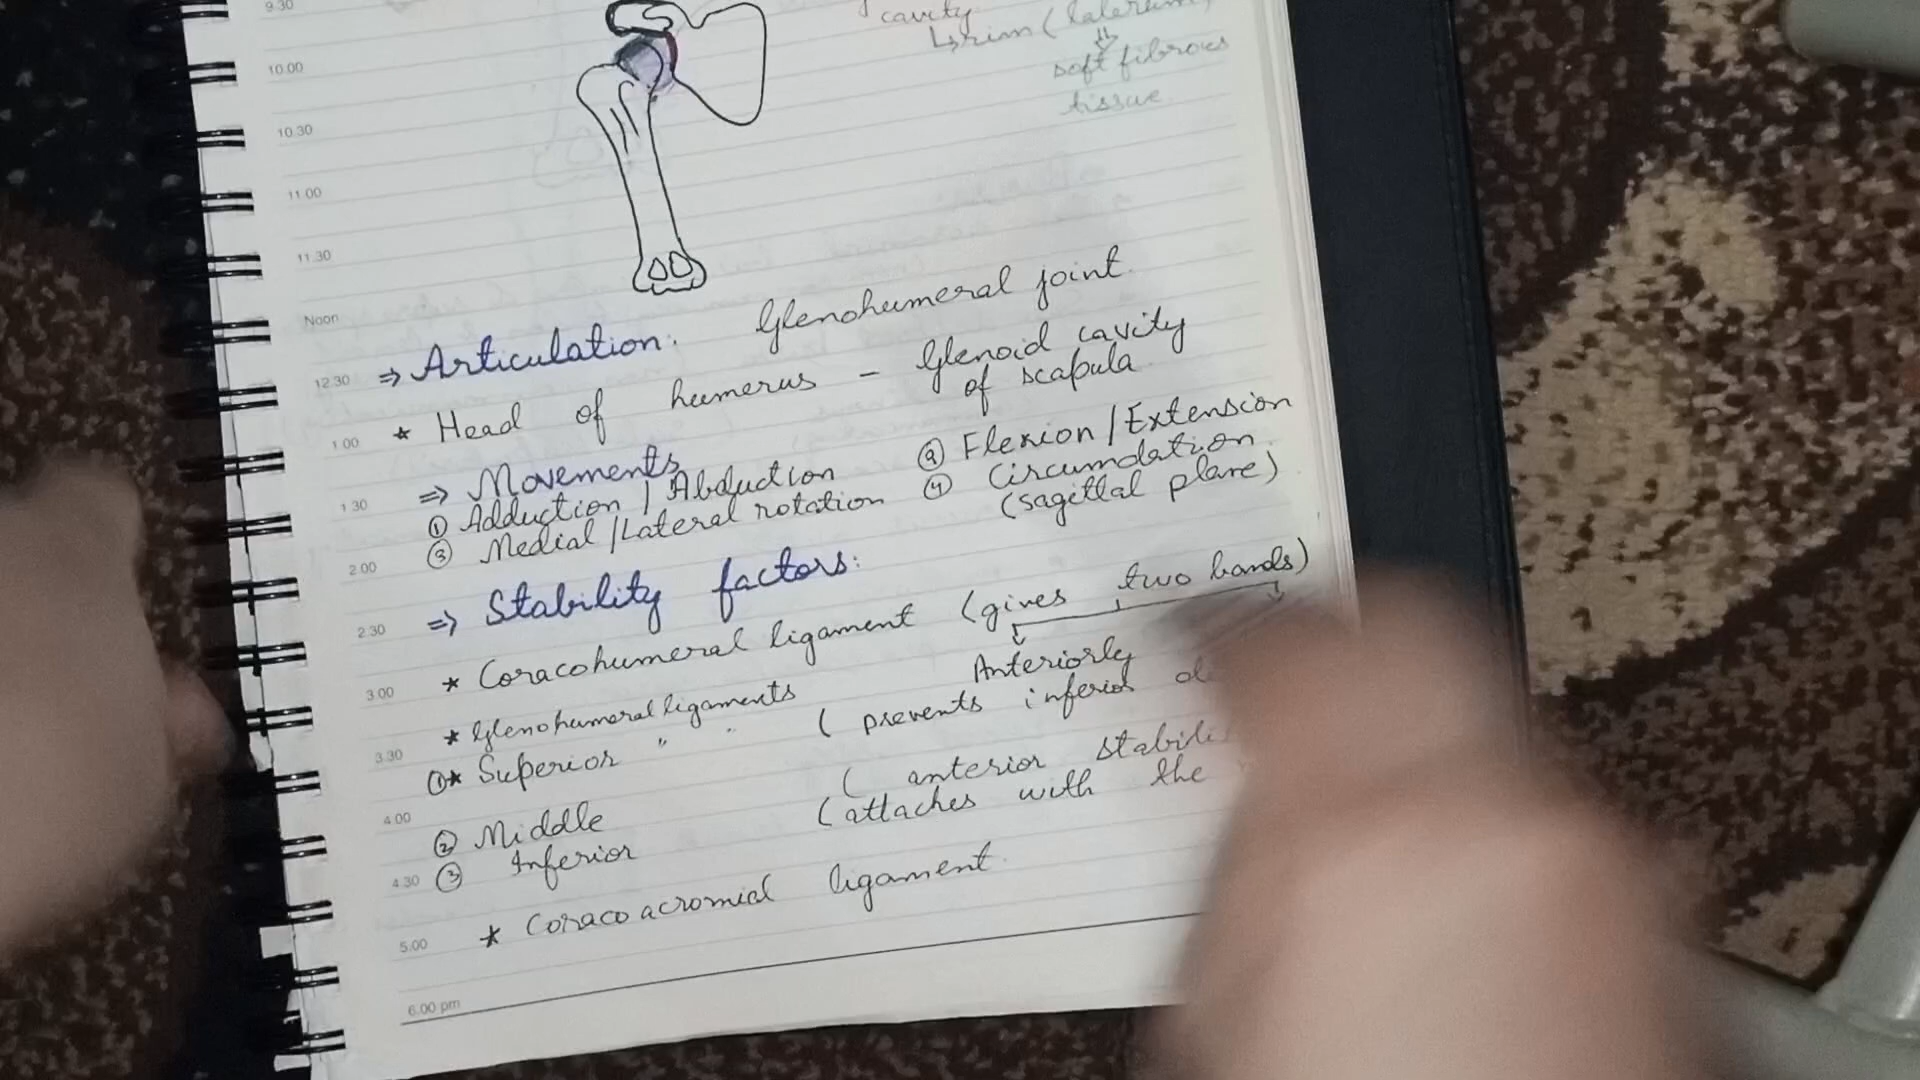 9.30
cavity
↳ rim (laterum)
10.00
soft fibrous
tissue
10.30
11.00
11.30
Noon
⇒ Articulation: Glenohumeral joint.
12.30
* Head of humerus - Glenoid cavity
of scapula
1.00
⇒ Movements
① Adduction / Abduction ② Flexion / Extension
1.30
③ Medial / Lateral rotation ④ Circumdation
(sagittal plane)
2.00
⇒ Stability factors:
2.30
* Coracohumeral ligament (gives two bands)
3.00
Anteriorly
* Glenohumeral ligaments
3.30
①* Superior " " ( prevents inferior
4.00
② Middle ( anterior
③ Inferior (attaches with the
4.30
* Coracoacromial ligament.
5.00
6.00 pm